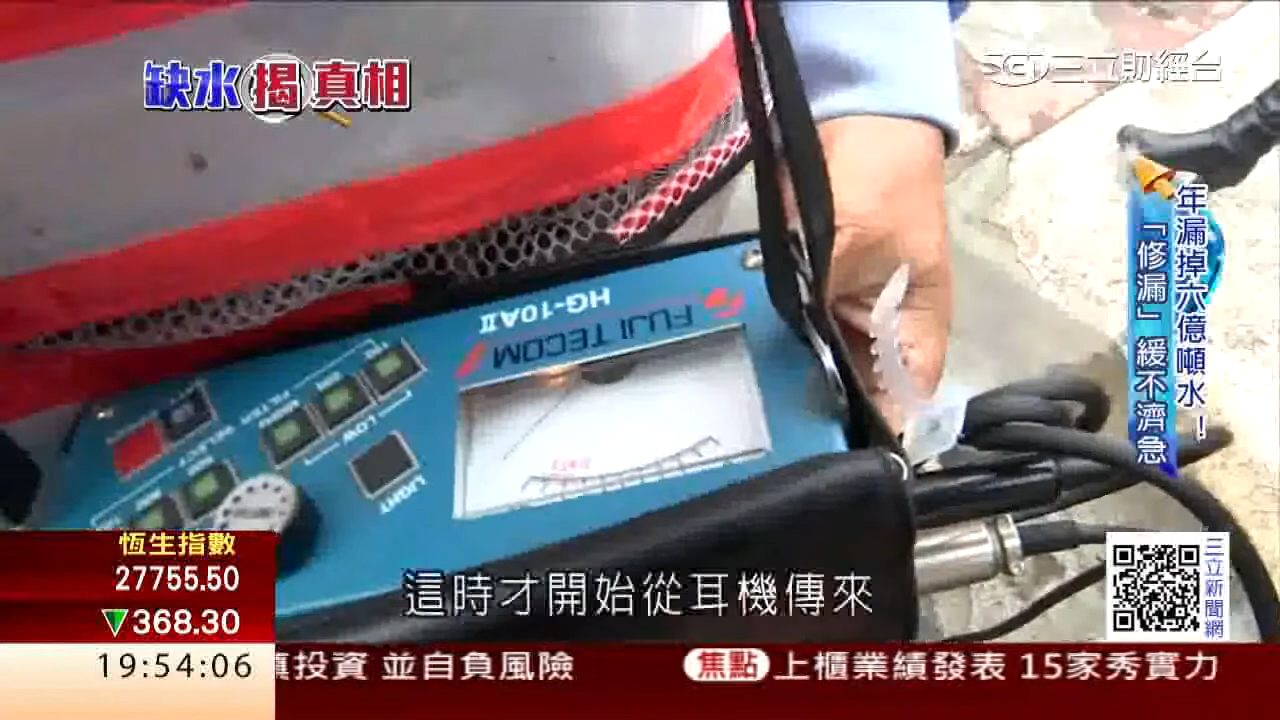 缺水揭真相
三立財經台
年漏掉六億噸水！
「修漏」緩不濟急
FUJI TECOM
HG-10AII
LIGHT
LOW
FILTER
SELECT
恆生指數
27755.50
▼368.30
19:54:06
這時才開始從耳機傳來
三立新聞網
投資 並自負風險
焦點 上櫃業績發表 15家秀實力